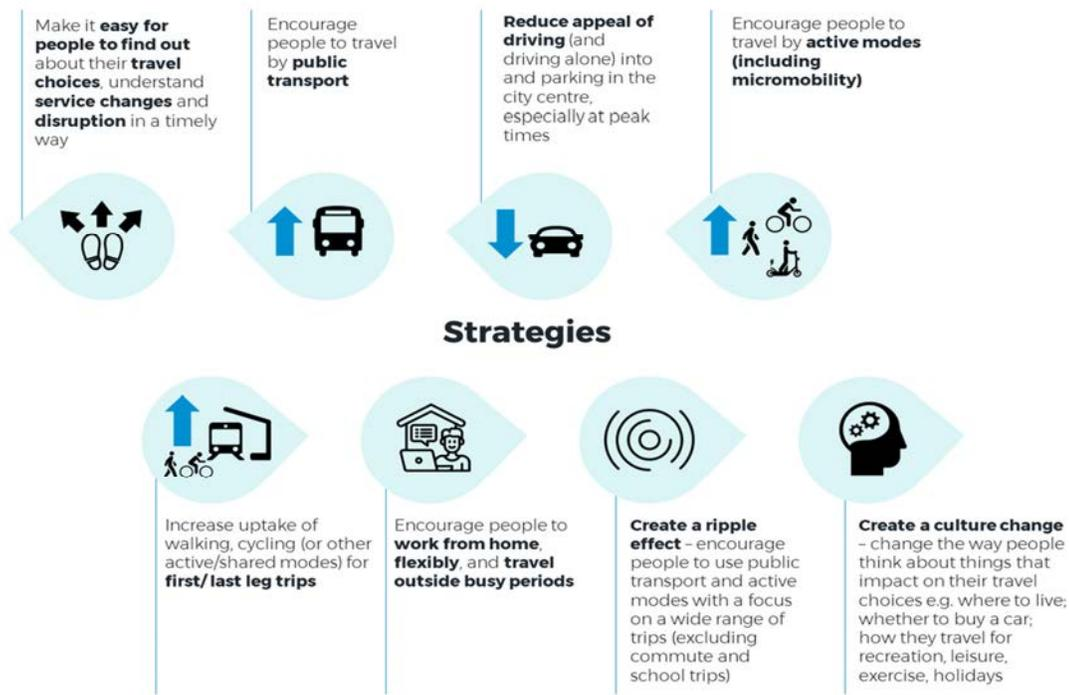 Make it easy for
people to find out
about their travel
choices, understand
service changes and
disruption in a timely
way
Encourage
people to travel
by public
transport
Reduce appeal of
driving (and
driving alone) into
and parking in the
city centre,
especially at peak
times
Encourage people to
travel by active modes
(including
micromobility)
Strategies
Increase uptake of
walking, cycling (or other
active/shared modes) for
first/last leg trips
Encourage people to
work from home,
flexibly, and travel
outside busy periods
Create a ripple
effect – encourage
people to use public
transport and active
modes with a focus
on a wide range of
trips (excluding
commute and
school trips)
Create a culture change
– change the way people
think about things that
impact on their travel
choices e.g. where to live;
whether to buy a car;
how they travel for
recreation, leisure,
exercise, holidays